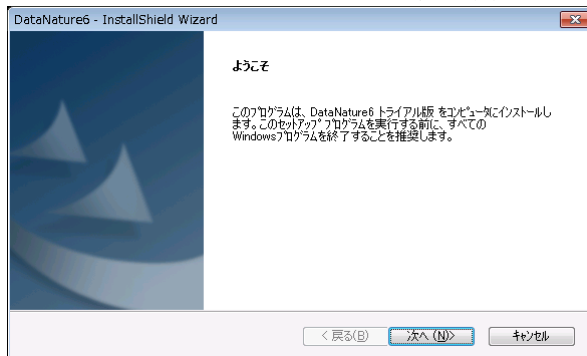 DataNature6 - InstallShield Wizard
ようこそ
このﾌﾟﾛｸﾞﾗﾑは、DataNature6 トライアル版 をｺﾝﾋﾟｭｰﾀにインストールし
ます。このｾｯﾄｱｯﾌﾟ ﾌﾟﾛｸﾞﾗﾑを実行する前に、すべての
Windowsﾌﾟﾛｸﾞﾗﾑを終了することを推奨します。
< 戻る(B)
次へ (N)>
ｷｬﾝｾﾙ